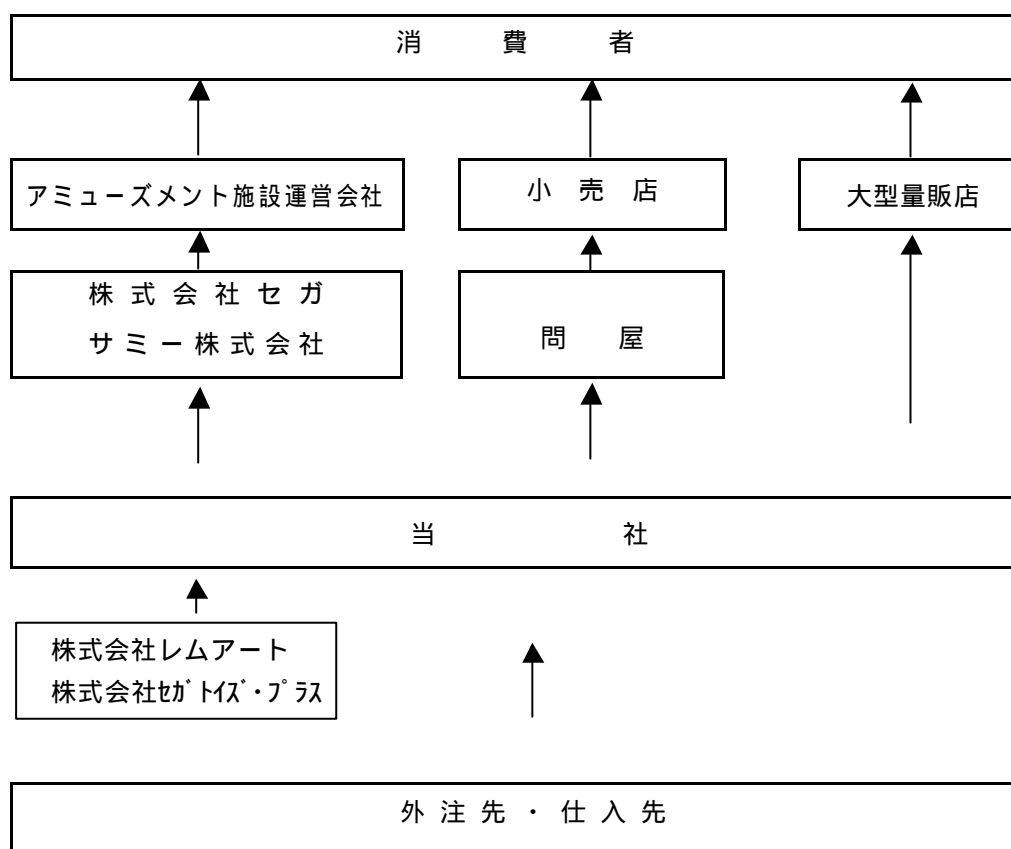 消費者
アミューズメント施設運営会社
小売店
大型量販店
株式会社セガ
サミー株式会社
問屋
当社
株式会社レムアート
株式会社ｾｶﾞﾄｲｽﾞ・ﾌﾟﾗｽ
外注先・仕入先